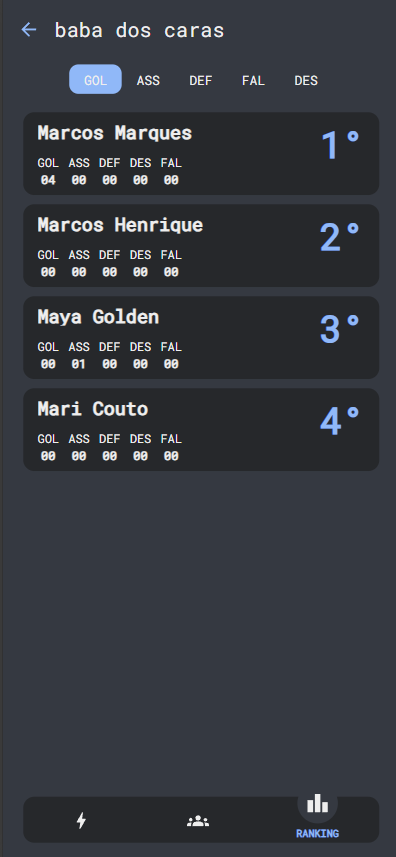 baba dos caras
GOL ASS DEF FAL DES
Marcos Marques
1°
GOL ASS DEF DES FAL
04 00 00 00 00
Marcos Henrique
2°
GOL ASS DEF DES FAL
00 00 00 00 00
Maya Golden
3°
GOL ASS DEF DES FAL
00 01 00 00 00
Mari Couto
4°
GOL ASS DEF DES FAL
00 00 00 00 00
RANKING